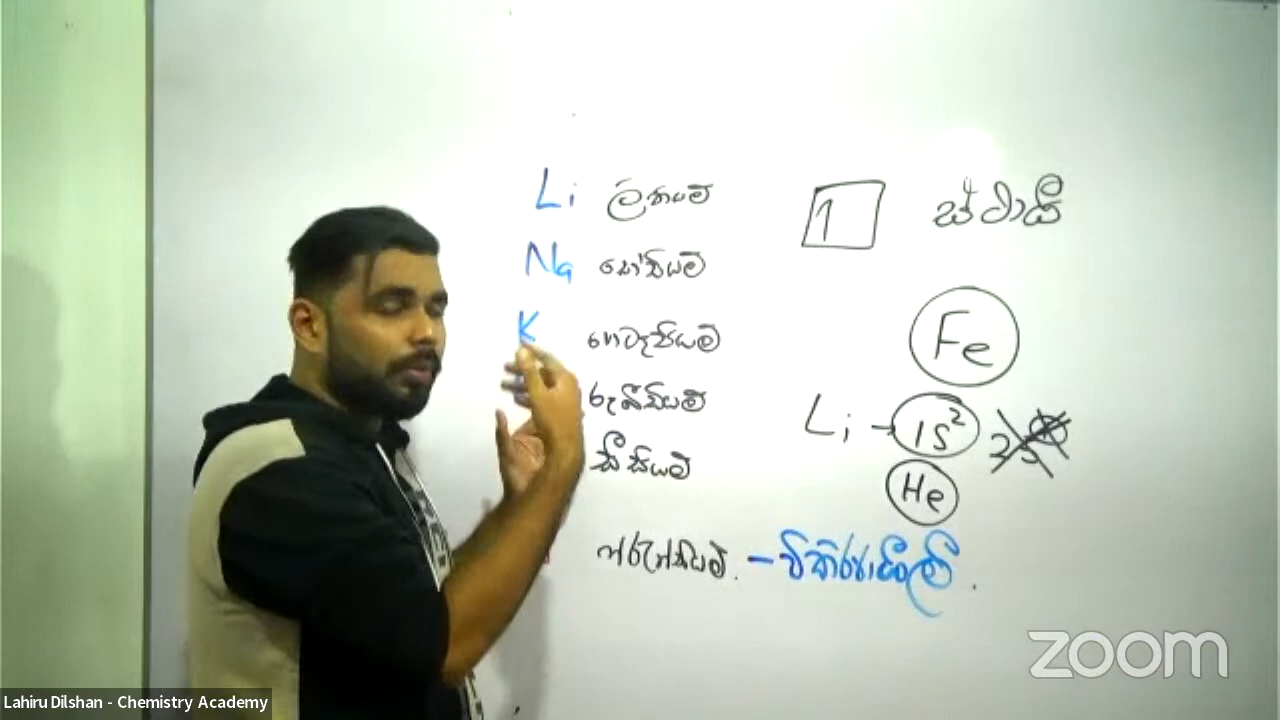 Li ලිතියම්
1 ස්ථායී
Na සෝඩියම්
Fe
K පොටෑසියම්
රුබීඩියම්
Li → 1s²
සීසියම්
He
ෆ්රැන්සියම්. – විකිරණශීලී.
zoom
Lahiru Dilshan - Chemistry Academy